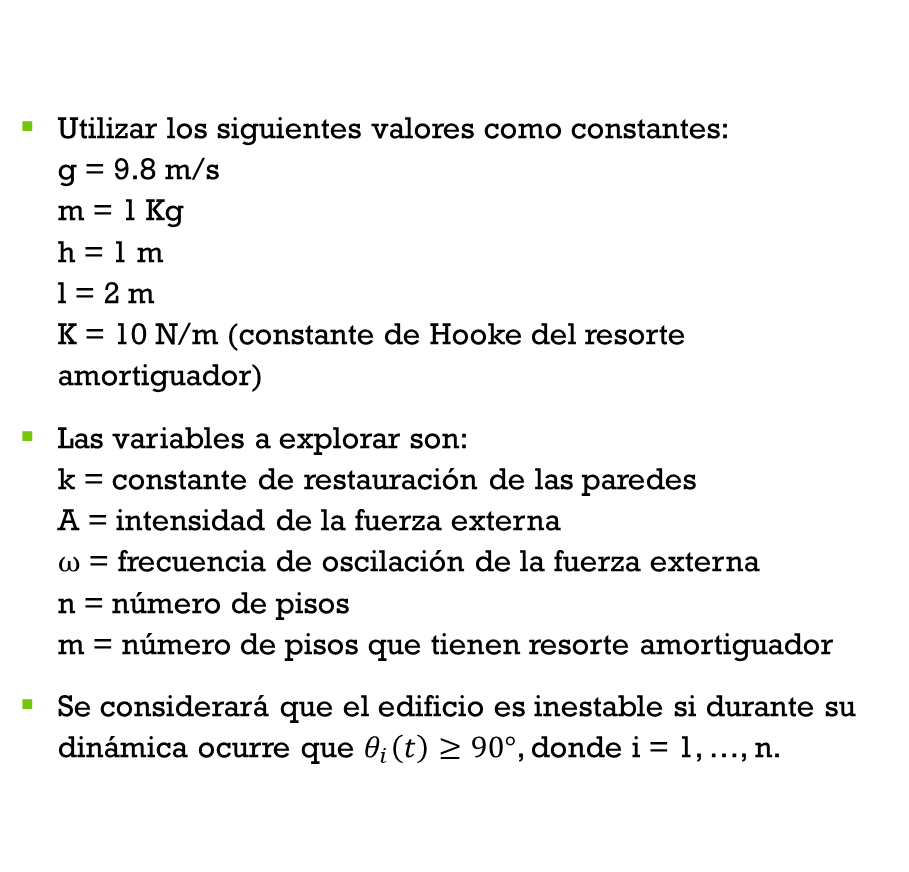 ▪ Utilizar los siguientes valores como constantes:
g = 9.8 m/s
m = 1 Kg
h = 1 m
l = 2 m
K = 10 N/m (constante de Hooke del resorte
amortiguador)
▪ Las variables a explorar son:
k = constante de restauración de las paredes
A = intensidad de la fuerza externa
ω = frecuencia de oscilación de la fuerza externa
n = número de pisos
m = número de pisos que tienen resorte amortiguador
▪ Se considerará que el edificio es inestable si durante su
dinámica ocurre que θᵢ(t) ≥ 90°, donde i = 1, …, n.